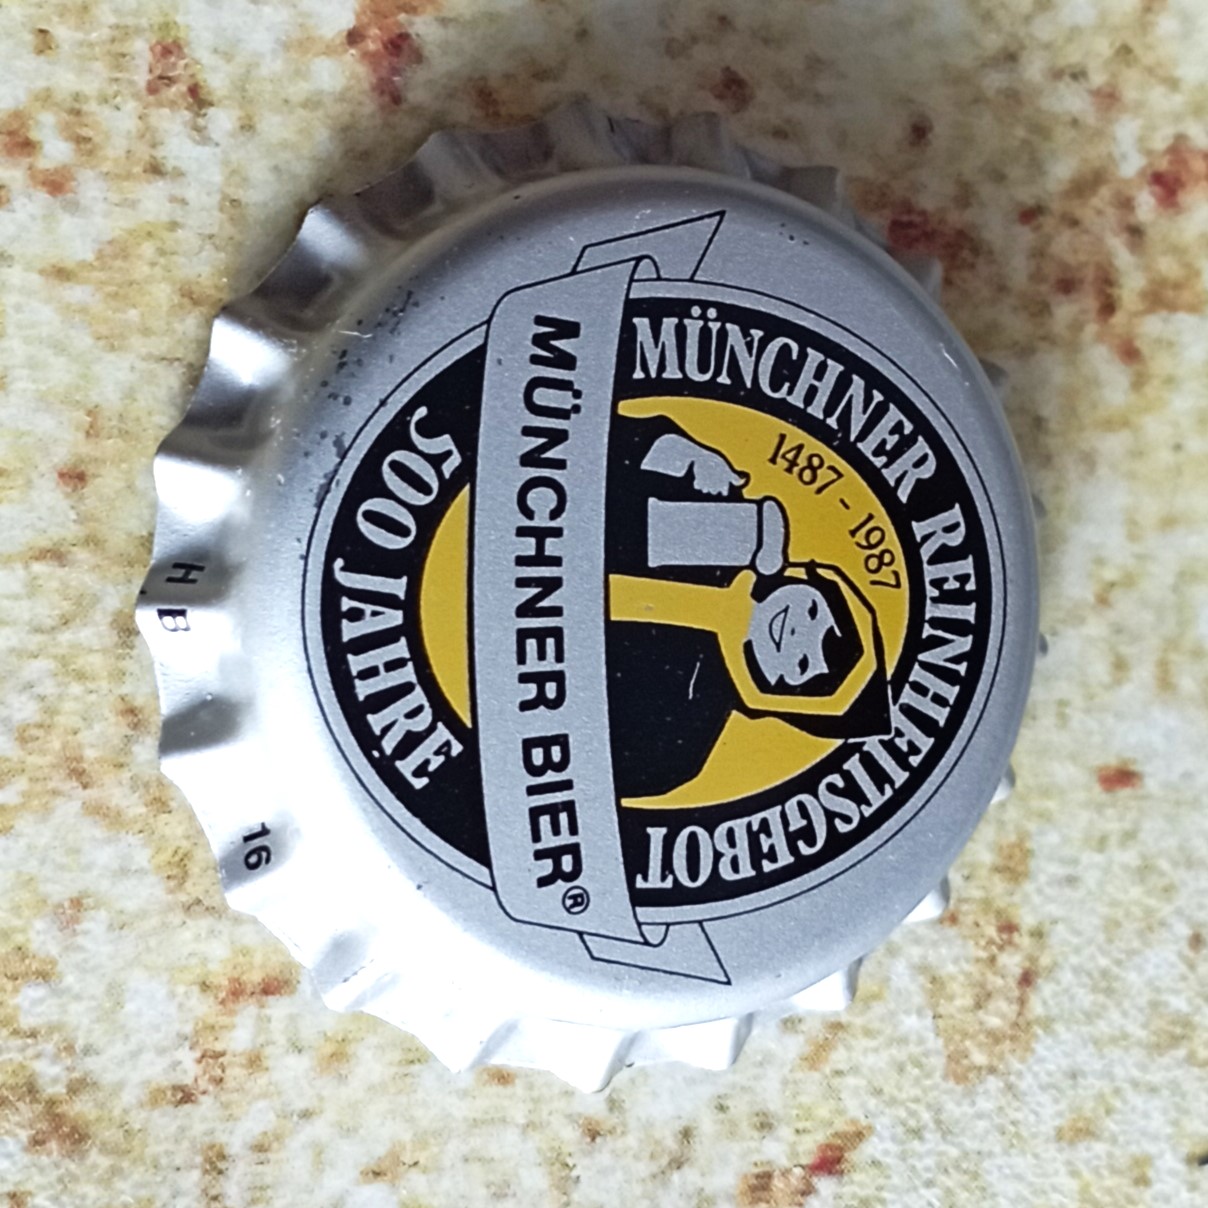 MÜNCHNER REINHEITSGEBOT
1487 - 1987
MÜNCHNER BIER®
500 JAHRE
H B
16